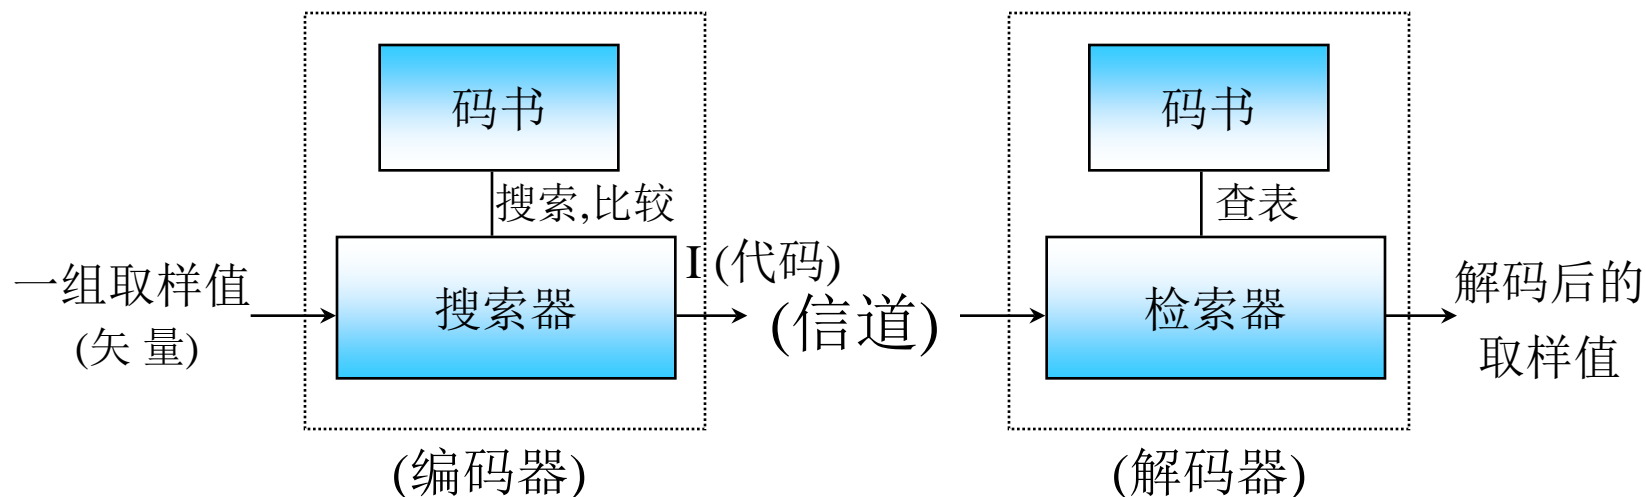 码书
码书
搜索,比较
查表
一组取样值
(矢 量)
搜索器
I (代码)
(信道)
检索器
解码后的
取样值
(编码器)
(解码器)